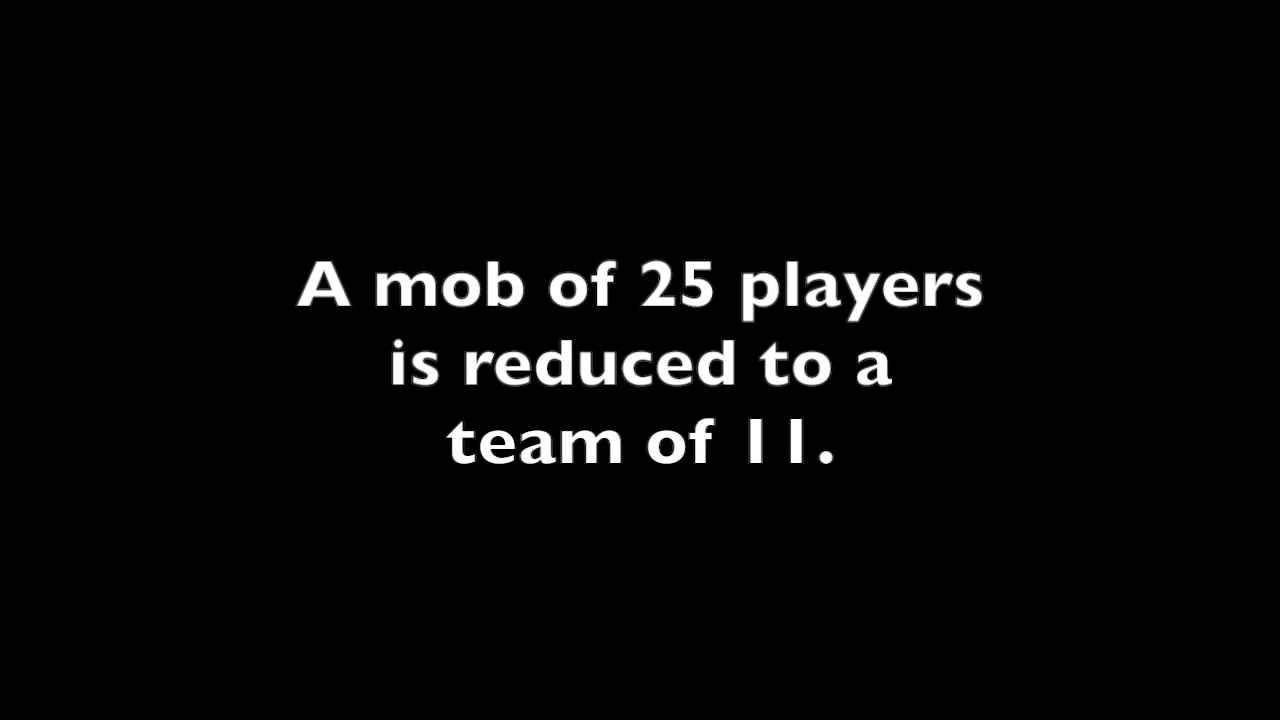 A mob of 25 players
is reduced to a
team of 11.